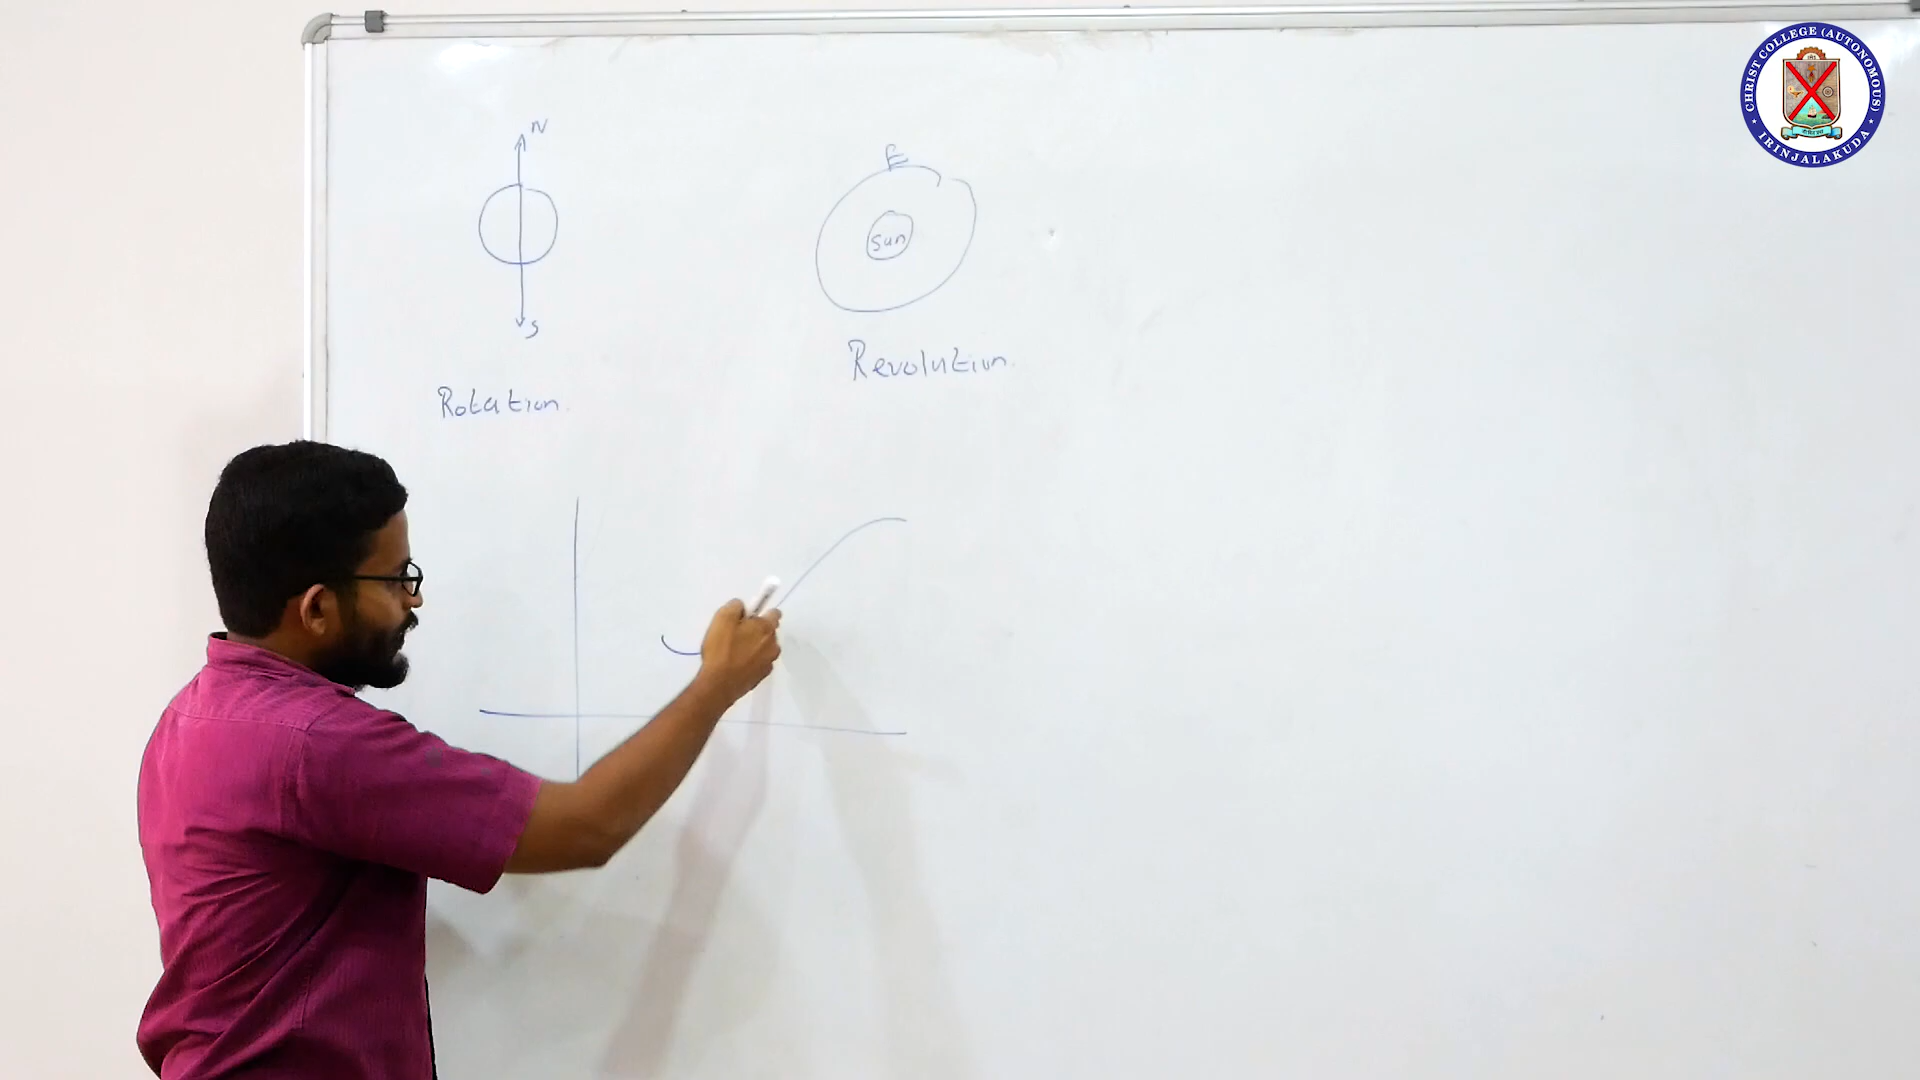 N
S
Rotation.
E
Sun
Revolution.
CHRIST COLLEGE (AUTONOMOUS)
IRINJALAKUDA